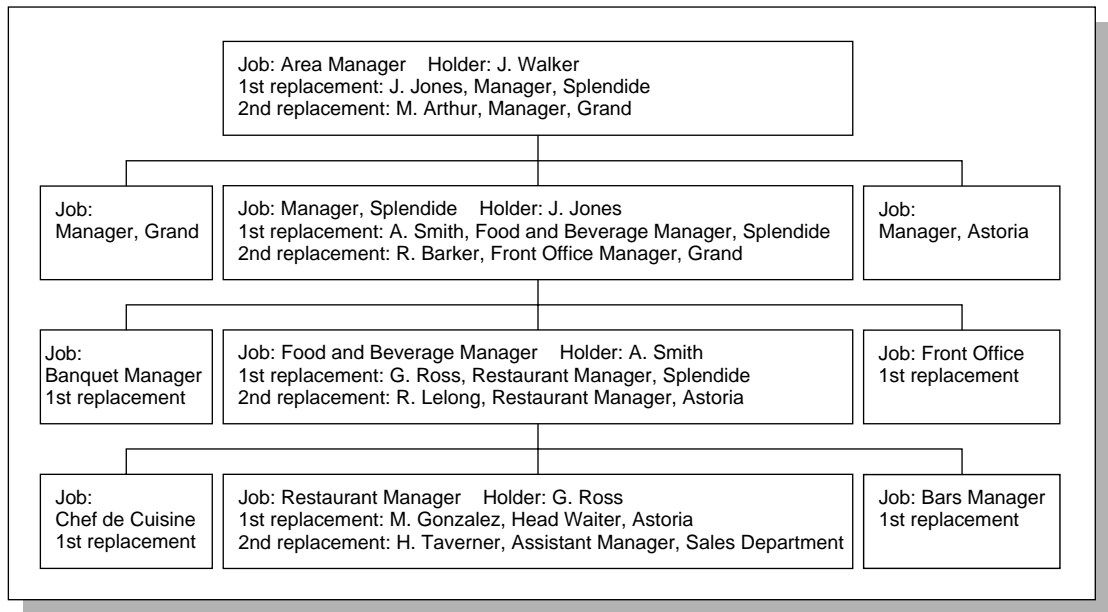 Job: Area Manager Holder: J. Walker
1st replacement: J. Jones, Manager, Splendide
2nd replacement: M. Arthur, Manager, Grand
Job:
Manager, Grand
Job: Manager, Splendide Holder: J. Jones
1st replacement: A. Smith, Food and Beverage Manager, Splendide
2nd replacement: R. Barker, Front Office Manager, Grand
Job:
Manager, Astoria
Job:
Banquet Manager
1st replacement
Job: Food and Beverage Manager Holder: A. Smith
1st replacement: G. Ross, Restaurant Manager, Splendide
2nd replacement: R. Lelong, Restaurant Manager, Astoria
Job: Front Office
1st replacement
Job:
Chef de Cuisine
1st replacement
Job: Restaurant Manager Holder: G. Ross
1st replacement: M. Gonzalez, Head Waiter, Astoria
2nd replacement: H. Taverner, Assistant Manager, Sales Department
Job: Bars Manager
1st replacement